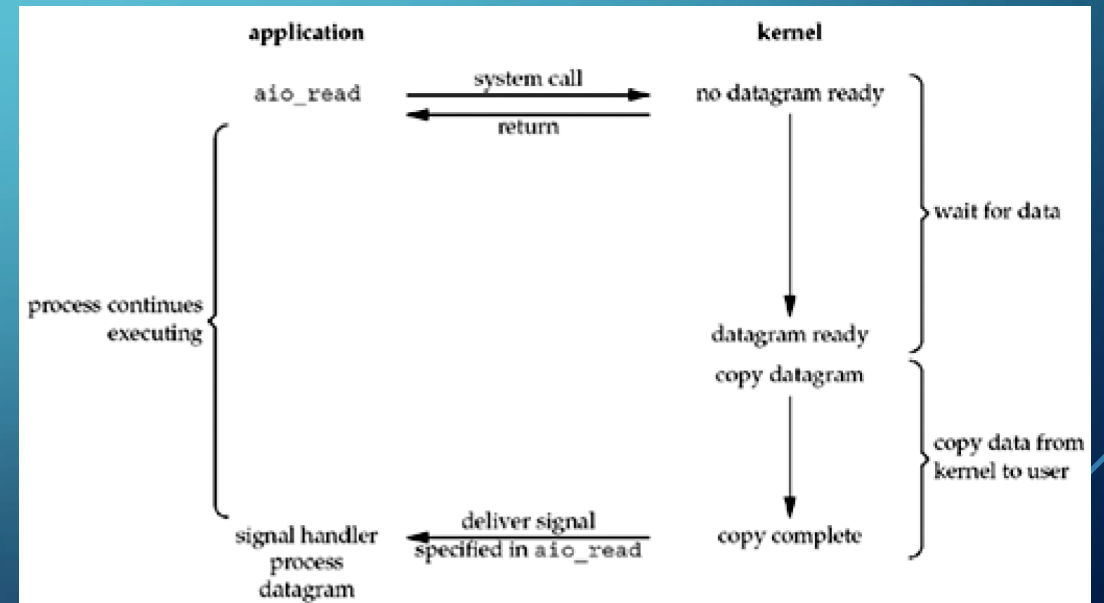 application
kernel
aio_read
system call
no datagram ready
return
wait for data
process continues
executing
datagram ready
copy datagram
copy data from
kernel to user
deliver signal
signal handler
specified in aio_read
copy complete
process
datagram